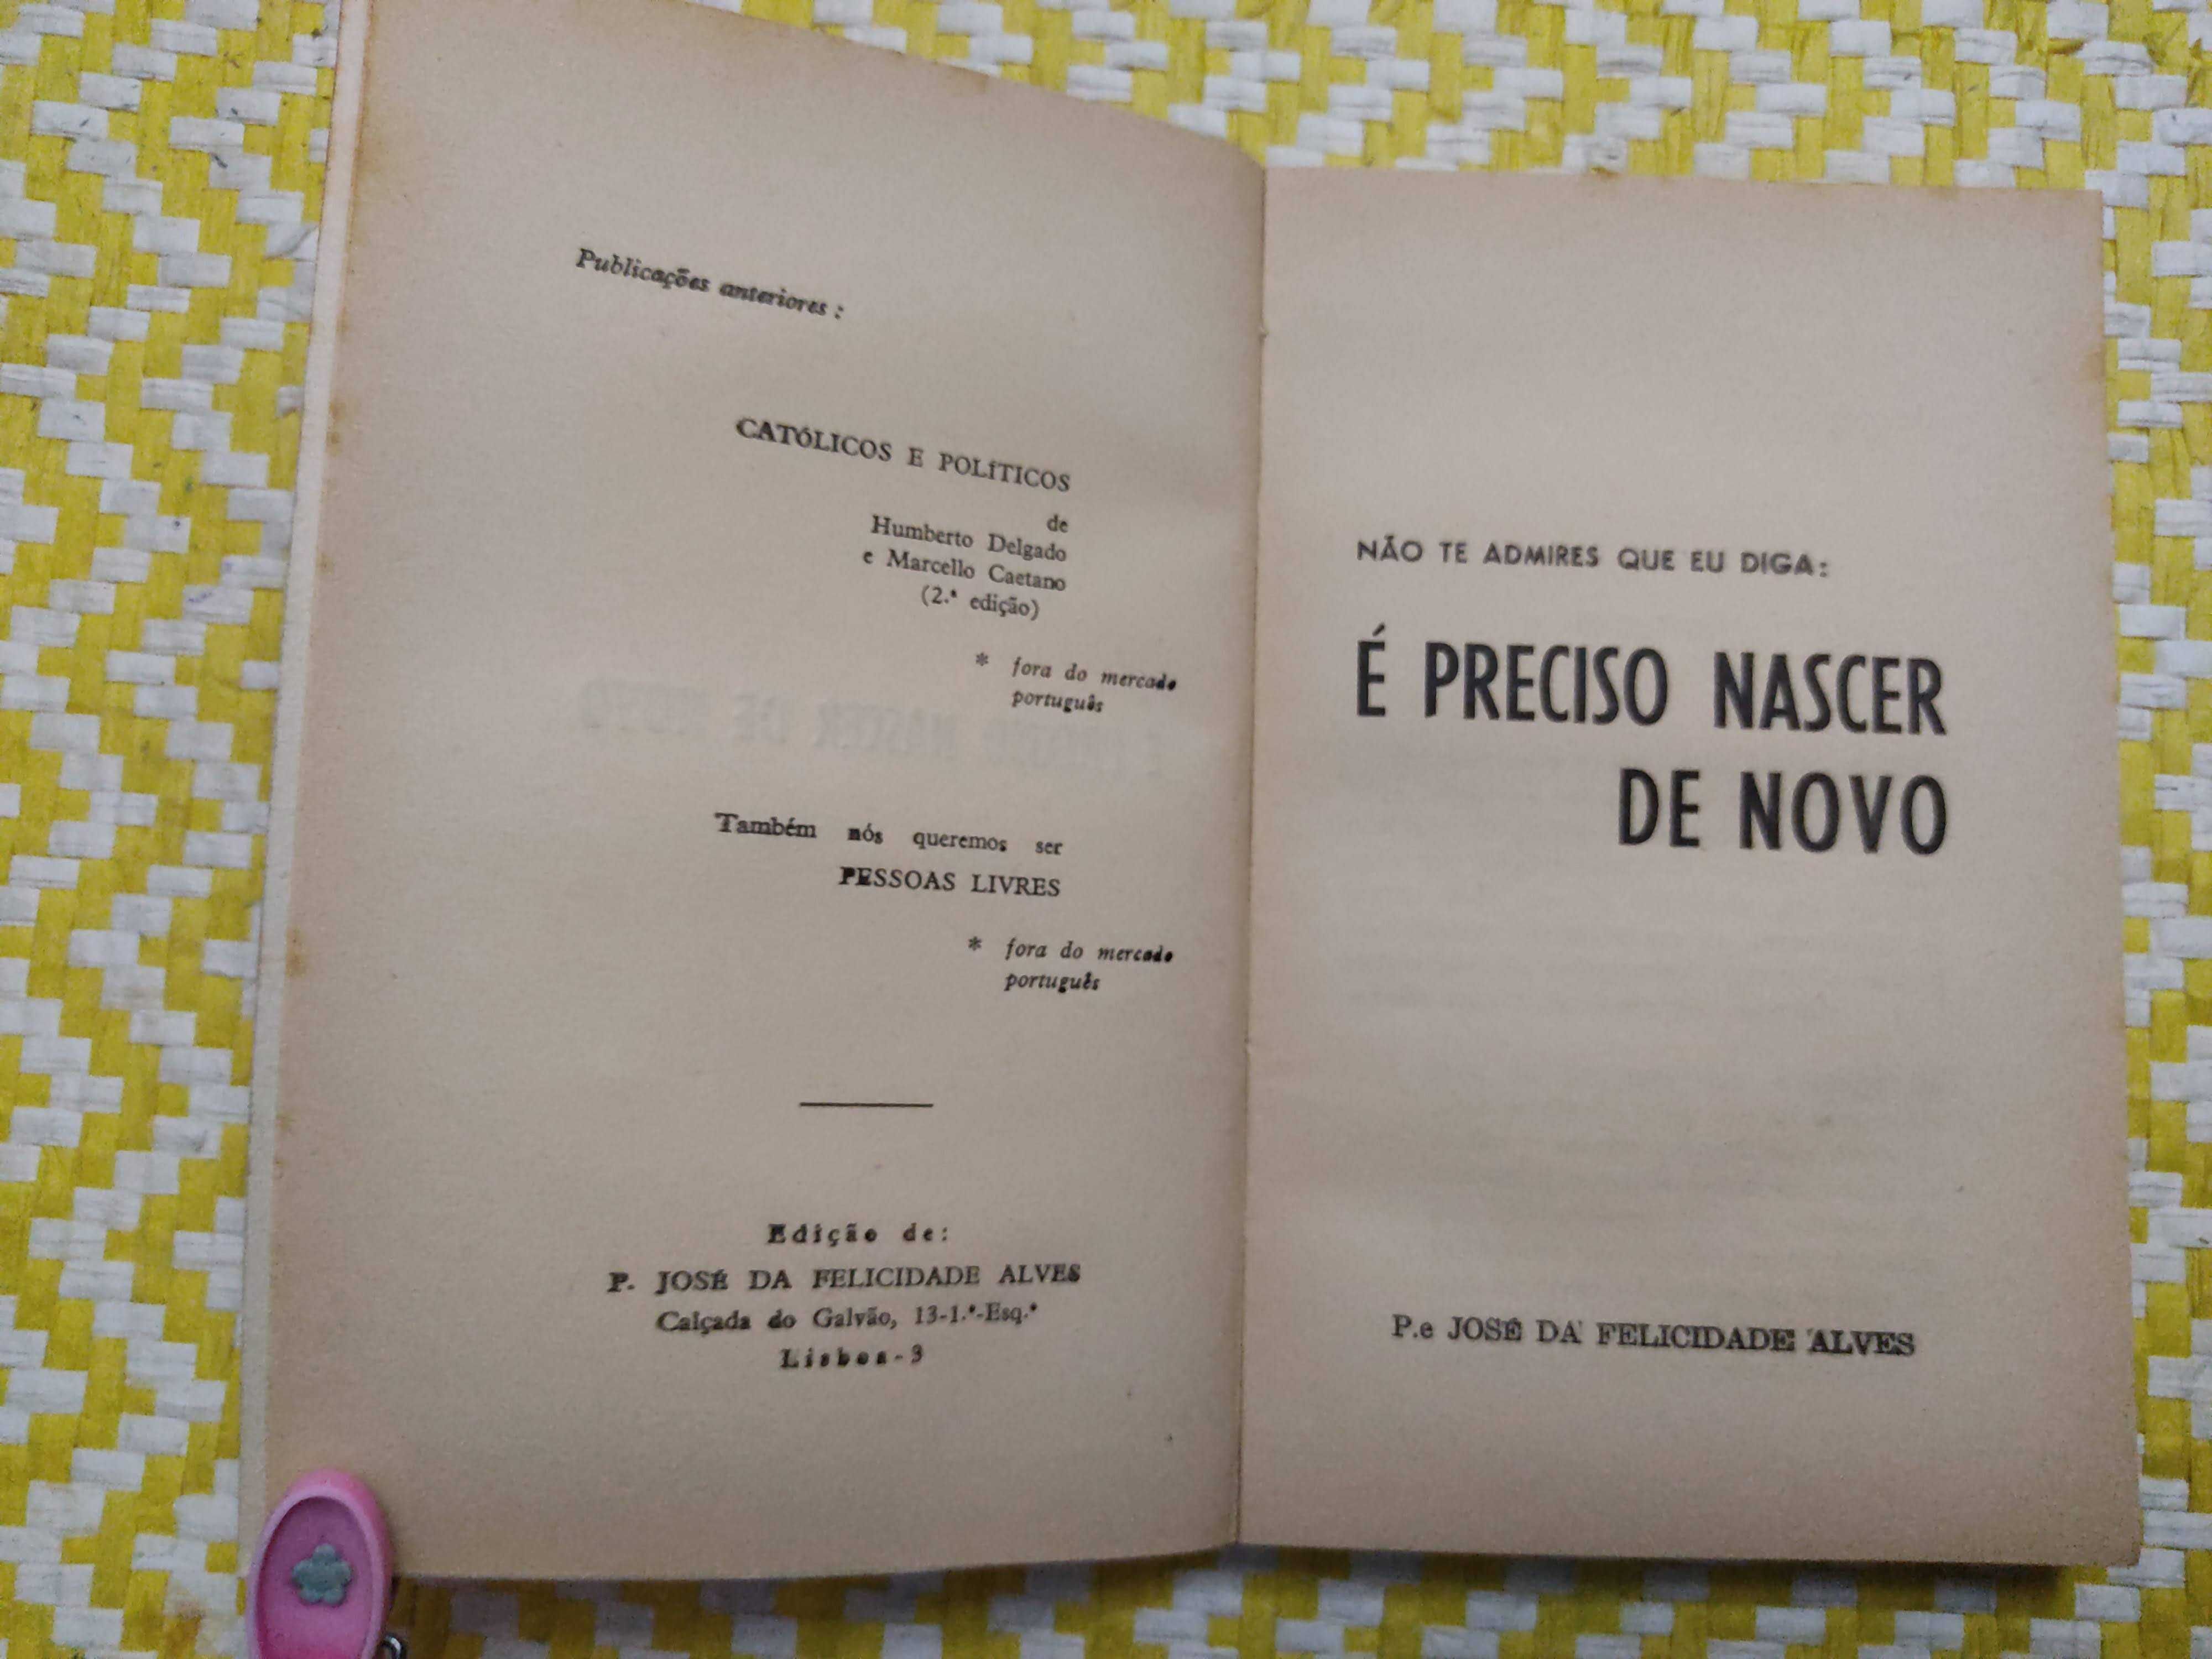 Publicações anteriores :
CATÓLICOS E POLÍTICOS
de
Humberto Delgado
e Marcello Caetano
(2.ª edição)
* fora do mercado
português
Também nós queremos ser
PESSOAS LIVRES
* fora do mercado
português
Edição de:
P. JOSÉ DA FELICIDADE ALVES
Calçada do Galvão, 13-1.º-Esq.º
Lisboa-3
NÃO TE ADMIRES QUE EU DIGA:
É PRECISO NASCER
DE NOVO
P.e JOSÉ DA FELICIDADE ALVES